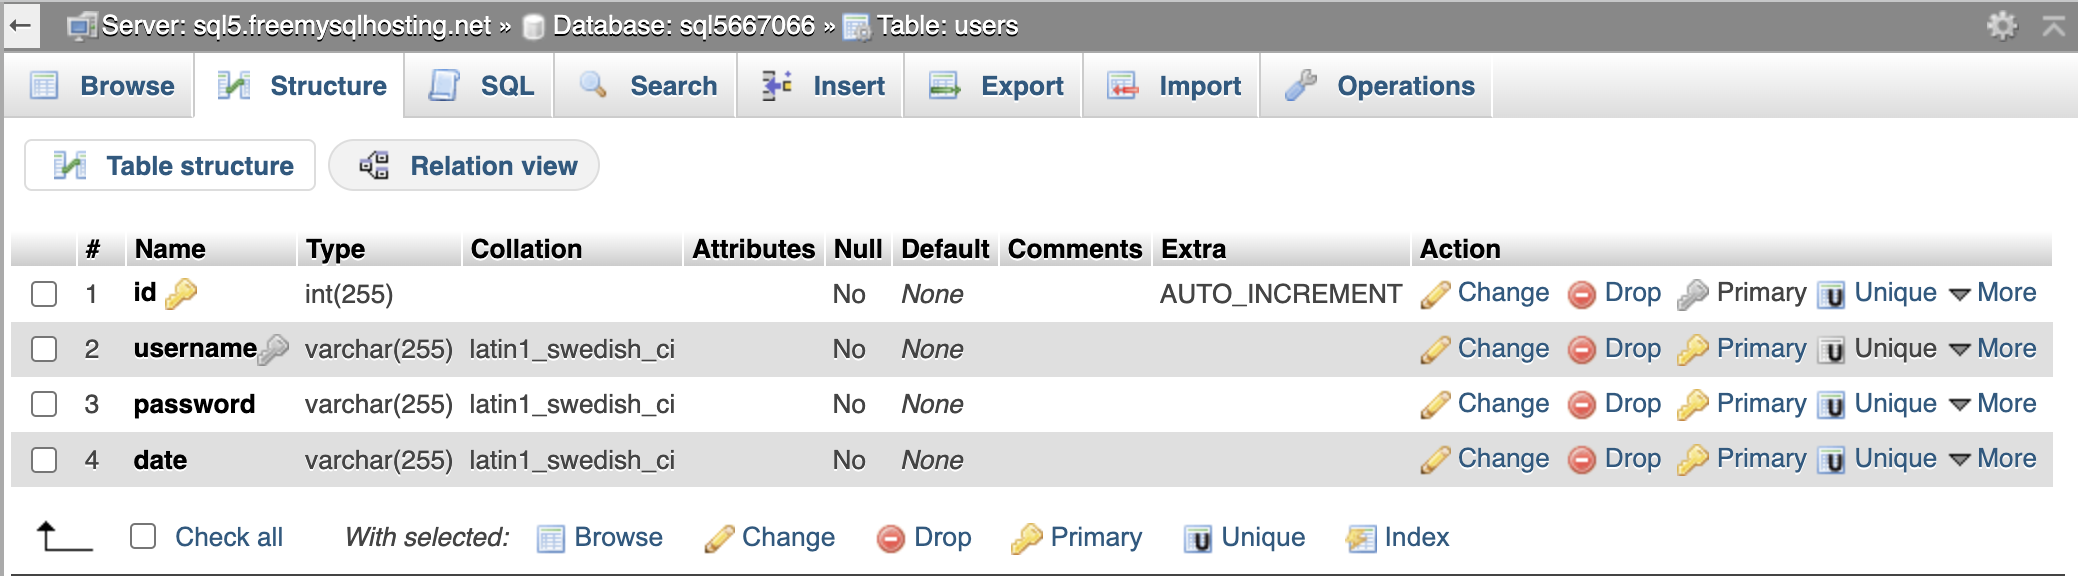 Server: sql5.freemysqlhosting.net » Database: sql5667066 » Table: users
Browse Structure SQL Search Insert Export Import Operations
Table structure Relation view
# Name Type Collation Attributes Null Default Comments Extra Action
1 id int(255) No None AUTO_INCREMENT Change Drop Primary Unique More
2 username varchar(255) latin1_swedish_ci No None Change Drop Primary Unique More
3 password varchar(255) latin1_swedish_ci No None Change Drop Primary Unique More
4 date varchar(255) latin1_swedish_ci No None Change Drop Primary Unique More
Check all With selected: Browse Change Drop Primary Unique Index